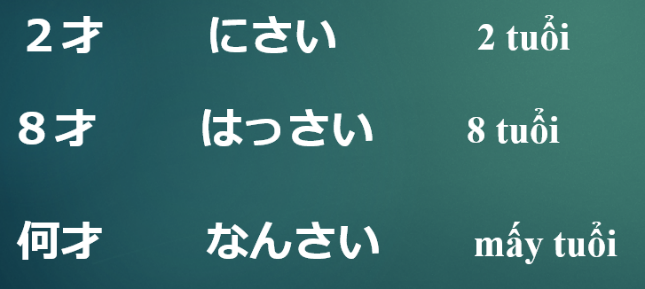 ２才 にさい 2 tuổi
８才 はっさい 8 tuổi
何才 なんさい mấy tuổi